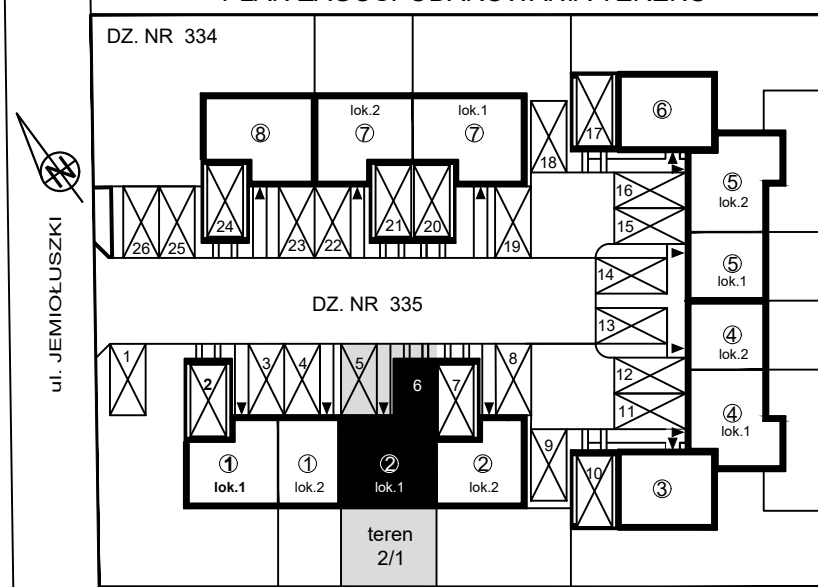 DZ. NR 334
lok.2
lok.1
⑧
⑦
⑦
17
⑥
18
⑤
lok.2
16
15
26
25
24
23
22
21
20
19
N
ul. JEMIOŁUSZKI
14
⑤
lok.1
DZ. NR 335
13
④
lok.2
1
2
3
4
5
6
7
8
12
11
④
lok.1
9
10
①
lok.1
①
lok.2
②
lok.1
②
lok.2
③
teren
2/1